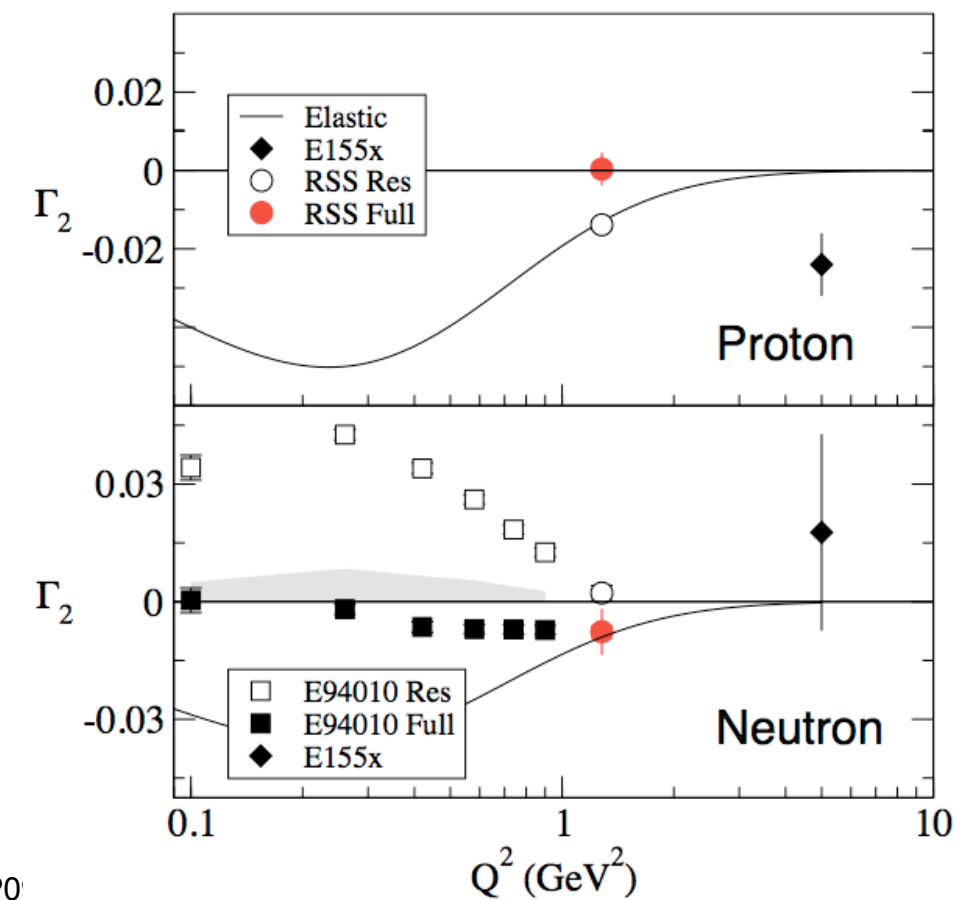 0.02
0
-0.02
Γ2
Elastic
E155x
RSS Res
RSS Full
Proton
0.03
0
-0.03
Γ2
E94010 Res
E94010 Full
E155x
Neutron
0.1 1 10
Q2 (GeV2)